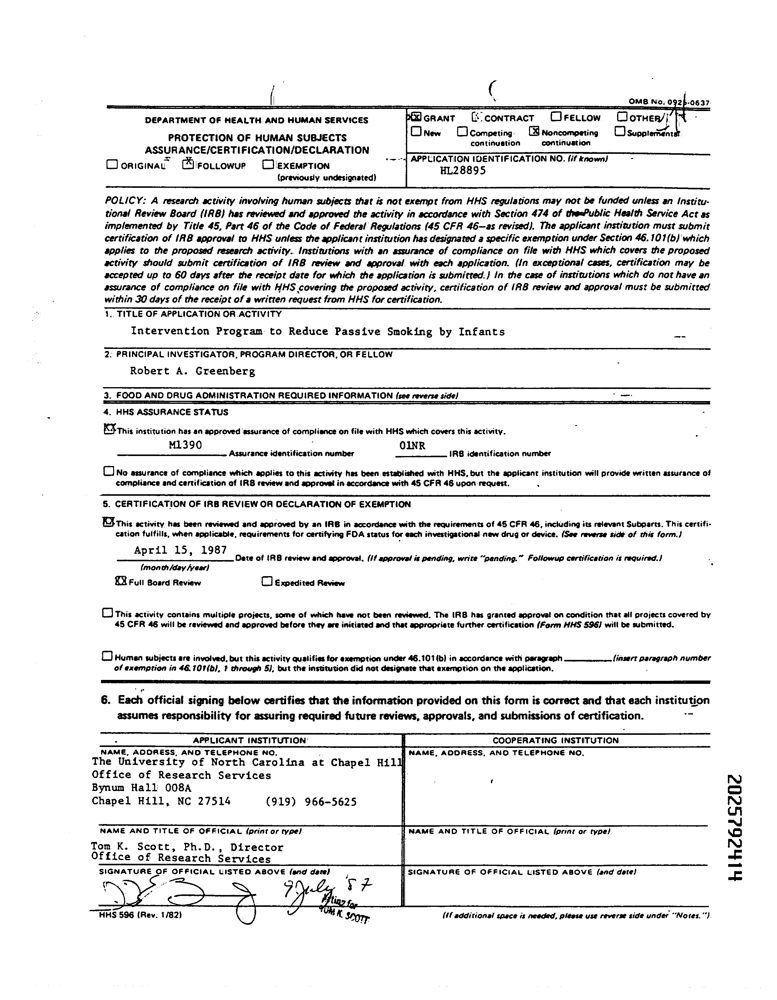 OMB No. 0925-0637
DEPARTMENT OF HEALTH AND HUMAN SERVICES
PROTECTION OF HUMAN SUBJECTS
ASSURANCE/CERTIFICATION/DECLARATION
☐ ORIGINAL ☒ FOLLOWUP ☐ EXEMPTION
(previously undesignated)
☒ GRANT ☐ CONTRACT ☐ FELLOW ☐ OTHER
☐ New ☐ Competing continuation ☒ Noncompeting continuation ☐ Supplemental
APPLICATION IDENTIFICATION NO. (if known)
HL28895
POLICY: A research activity involving human subjects that is not exempt from HHS regulations may not be funded unless an Institu-
tional Review Board (IRB) has reviewed and approved the activity in accordance with Section 474 of the Public Health Service Act as
implemented by Title 45, Part 46 of the Code of Federal Regulations (45 CFR 46—as revised). The applicant institution must submit
certification of IRB approval to HHS unless the applicant institution has designated a specific exemption under Section 46.101(b) which
applies to the proposed research activity. Institutions with an assurance of compliance on file with HHS which covers the proposed
activity should submit certification of IRB review and approval with each application. (In exceptional cases, certification may be
accepted up to 60 days after the receipt date for which the application is submitted.) In the case of institutions which do not have an
assurance of compliance on file with HHS covering the proposed activity, certification of IRB review and approval must be submitted
within 30 days of the receipt of a written request from HHS for certification.
1. TITLE OF APPLICATION OR ACTIVITY
Intervention Program to Reduce Passive Smoking by Infants
2. PRINCIPAL INVESTIGATOR, PROGRAM DIRECTOR, OR FELLOW
Robert A. Greenberg
3. FOOD AND DRUG ADMINISTRATION REQUIRED INFORMATION (see reverse side)
4. HHS ASSURANCE STATUS
☒ This institution has an approved assurance of compliance on file with HHS which covers this activity.
M1390 Assurance identification number 01NR IRB identification number
☐ No assurance of compliance which applies to this activity has been established with HHS, but the applicant institution will provide written assurance of
compliance and certification of IRB review and approval in accordance with 45 CFR 46 upon request.
5. CERTIFICATION OF IRB REVIEW OR DECLARATION OF EXEMPTION
☒ This activity has been reviewed and approved by an IRB in accordance with the requirements of 45 CFR 46, including its relevant Subparts. This certifi-
cation fulfills, when applicable, requirements for certifying FDA status for each investigational new drug or device. (See reverse side of this form.)
April 15, 1987 Date of IRB review and approval. (If approval is pending, write "pending." Followup certification is required.)
(month/day/year)
☒ Full Board Review ☐ Expedited Review
☐ This activity contains multiple projects, some of which have not been reviewed. The IRB has granted approval on condition that all projects covered by
45 CFR 46 will be reviewed and approved before they are initiated and that appropriate further certification (Form HHS 596) will be submitted.
☐ Human subjects are involved, but this activity qualifies for exemption under 46.101(b) in accordance with paragraph ______ (insert paragraph number
of exemption in 46.101(b), 1 through 5), but the institution did not designate that exemption on the application.
6. Each official signing below certifies that the information provided on this form is correct and that each institution
assumes responsibility for assuring required future reviews, approvals, and submissions of certification.
APPLICANT INSTITUTION
NAME, ADDRESS, AND TELEPHONE NO.
The University of North Carolina at Chapel Hill
Office of Research Services
Bynum Hall 008A
Chapel Hill, NC 27514 (919) 966-5625
NAME AND TITLE OF OFFICIAL (print or type)
Tom K. Scott, Ph.D., Director
Office of Research Services
SIGNATURE OF OFFICIAL LISTED ABOVE (and date)
9 July 87
for
TOM K. SCOTT
HHS 596 (Rev. 1/82)
COOPERATING INSTITUTION
NAME, ADDRESS, AND TELEPHONE NO.
NAME AND TITLE OF OFFICIAL (print or type)
SIGNATURE OF OFFICIAL LISTED ABOVE (and date)
(If additional space is needed, please use reverse side under "Notes.")
2025792414